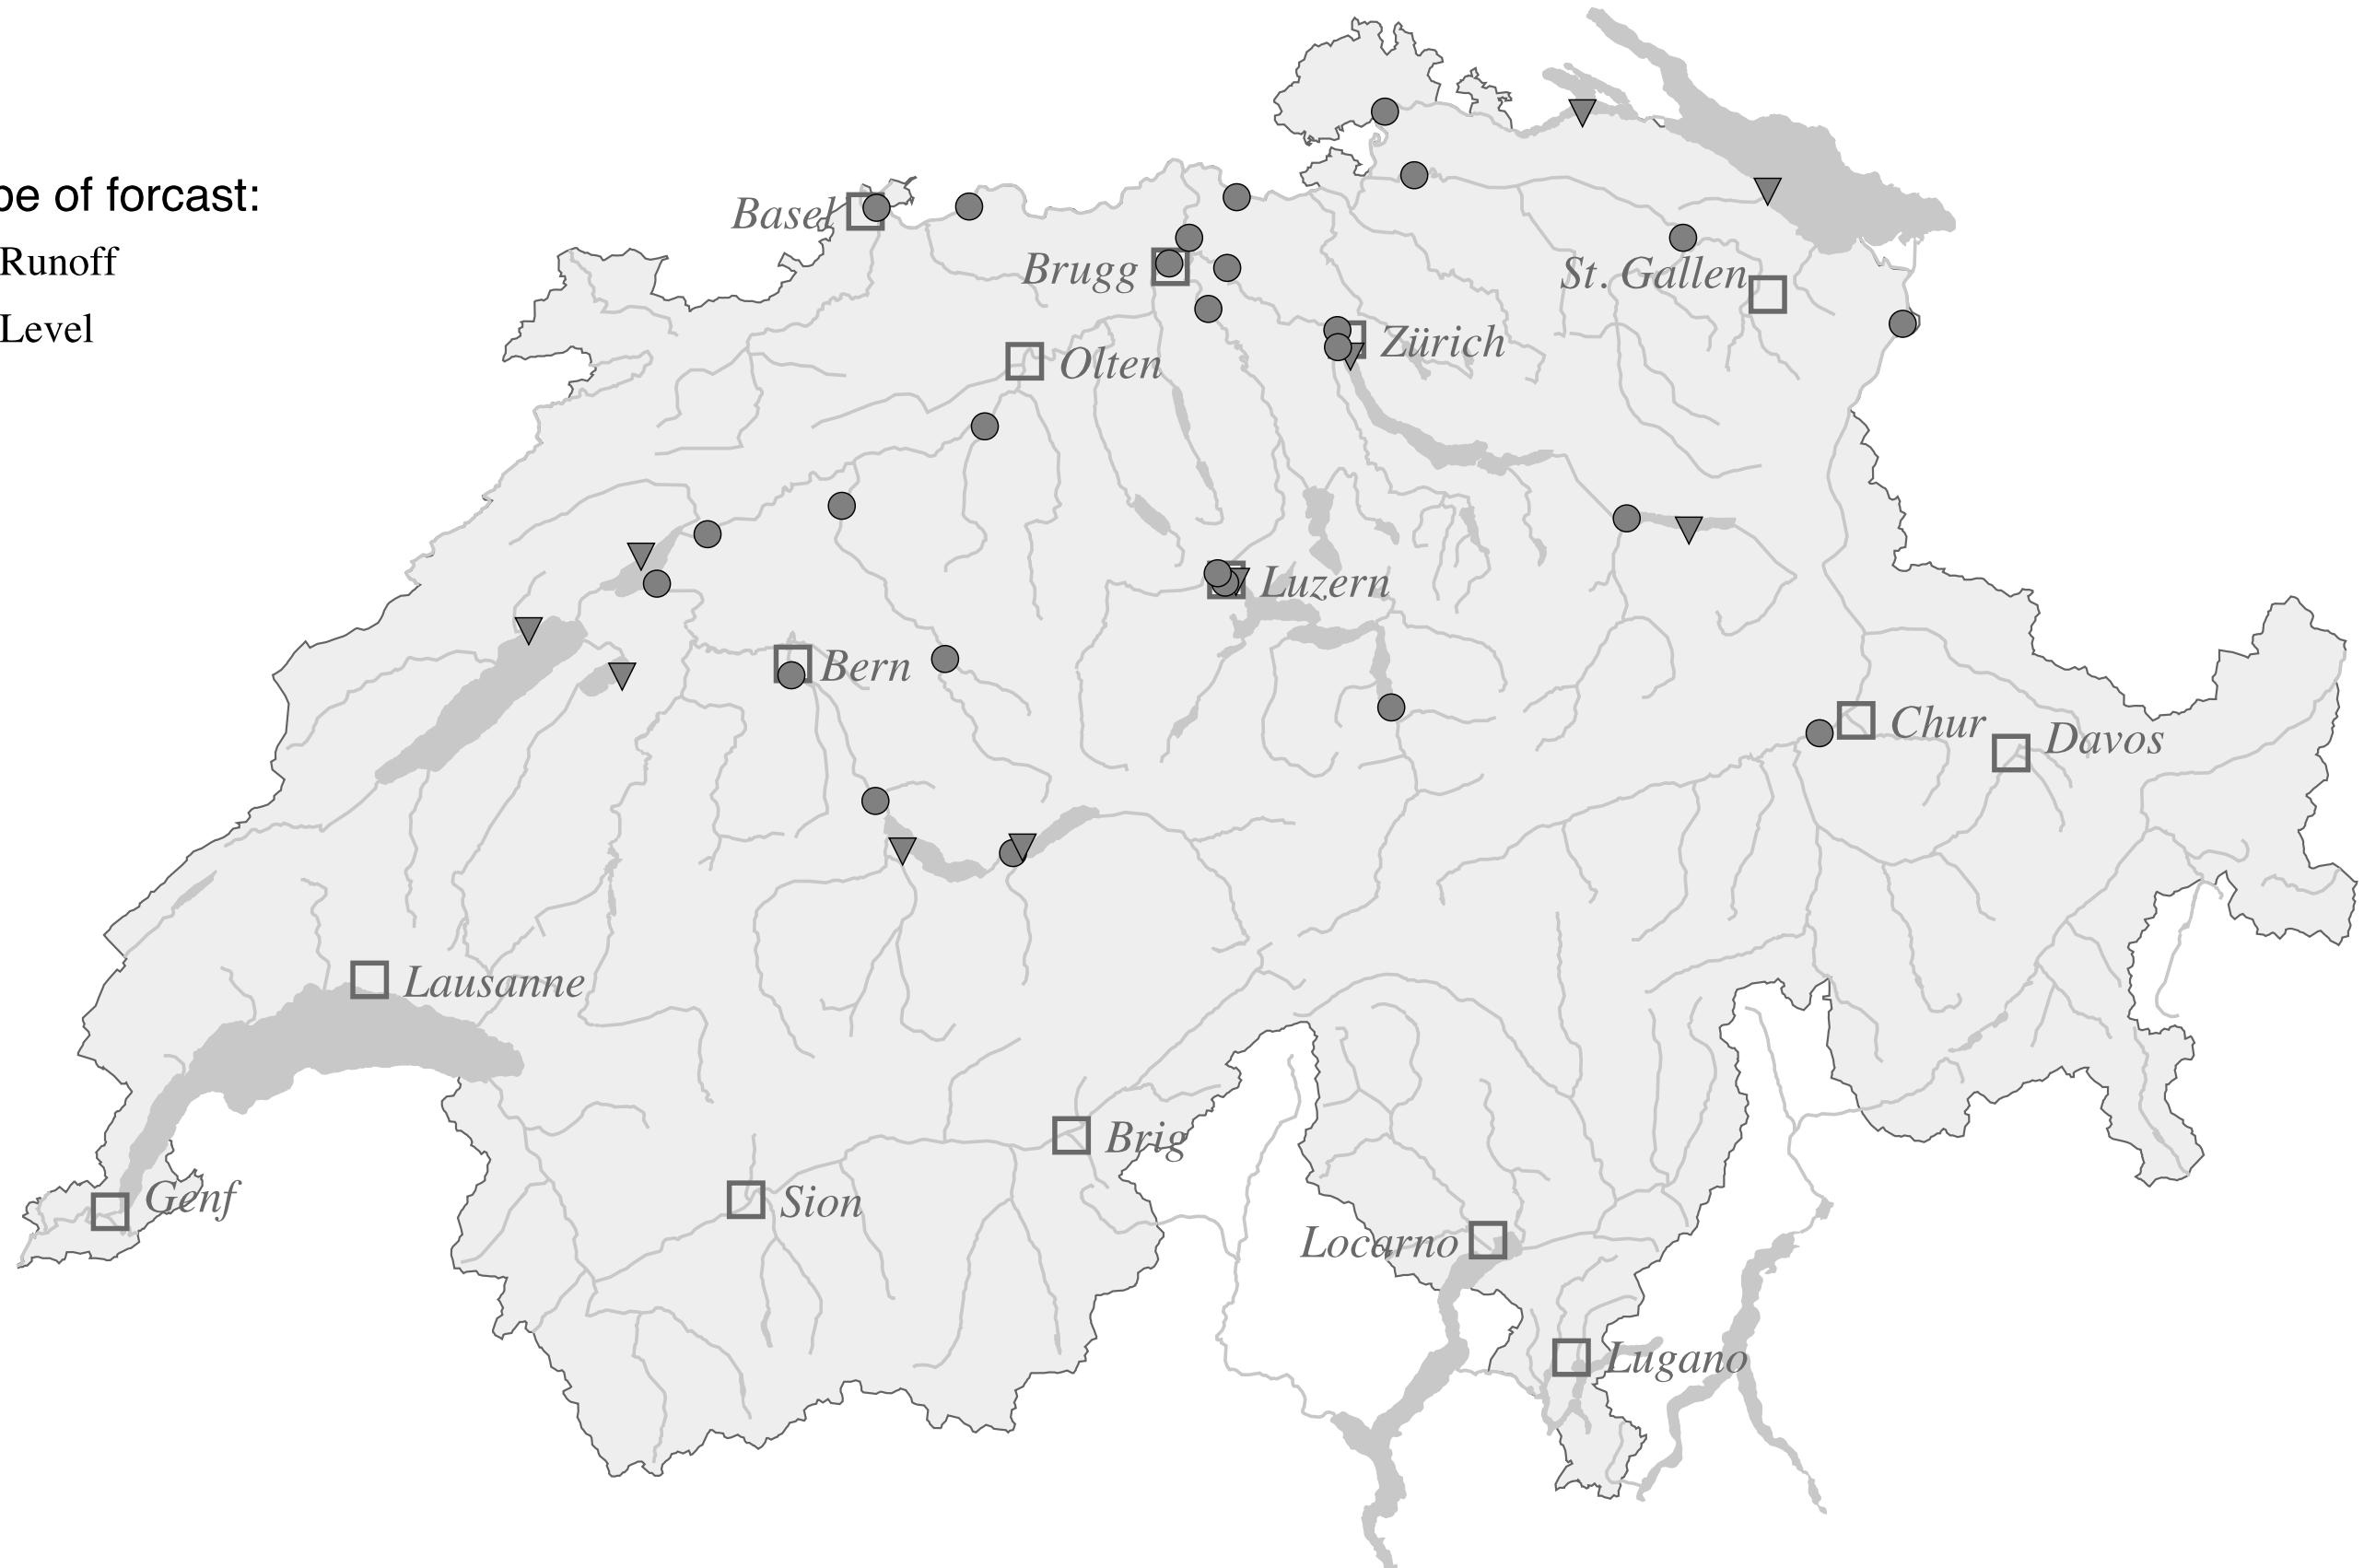 pe of forcast:
Runoff
Level
Basel
Brugg
St. Gallen
Zürich
Olten
Luzern
Bern
Chur
Davos
Lausanne
Brig
Genf
Sion
Locarno
Lugano